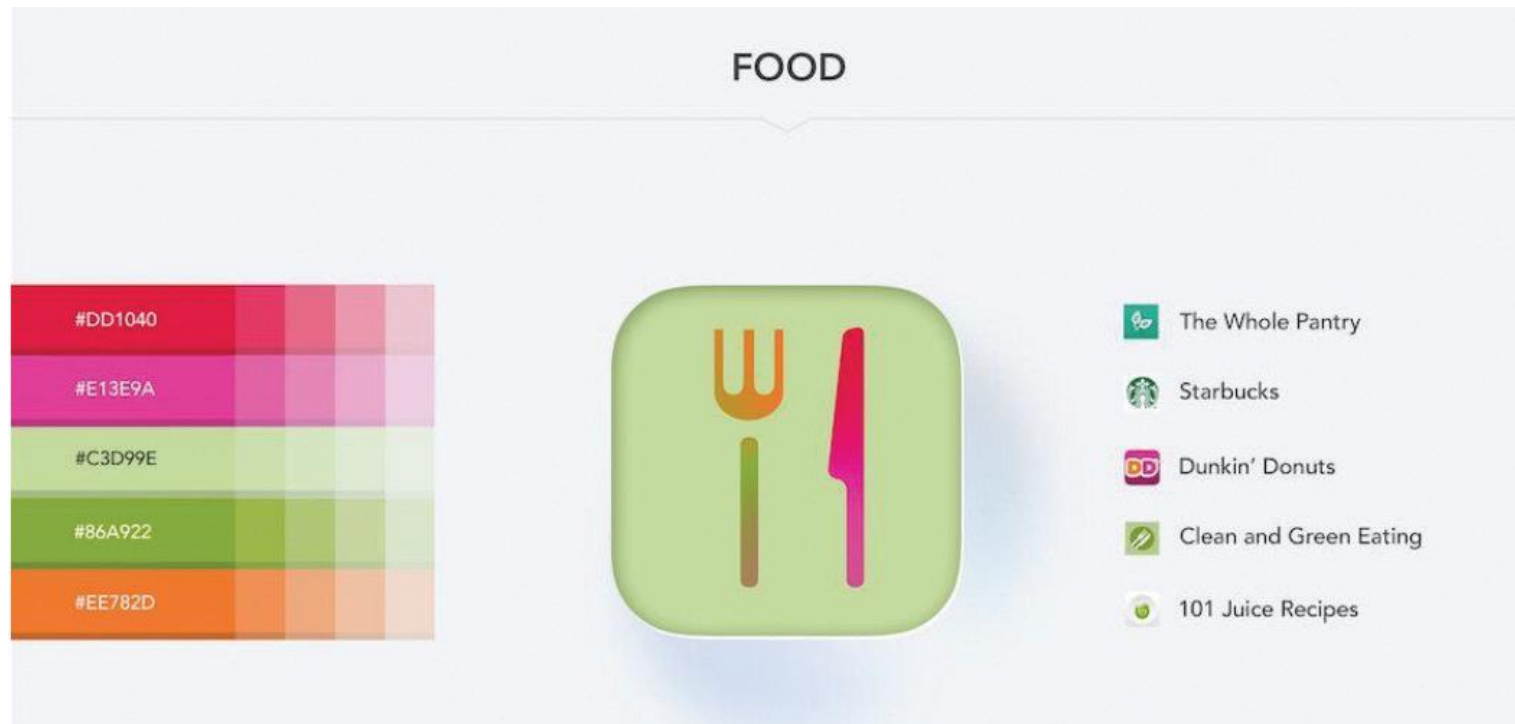 FOOD
#DD1040
#E13E9A
#C3D99E
#86A922
#EE782D
The Whole Pantry
Starbucks
DD
Dunkin' Donuts
Clean and Green Eating
101 Juice Recipes